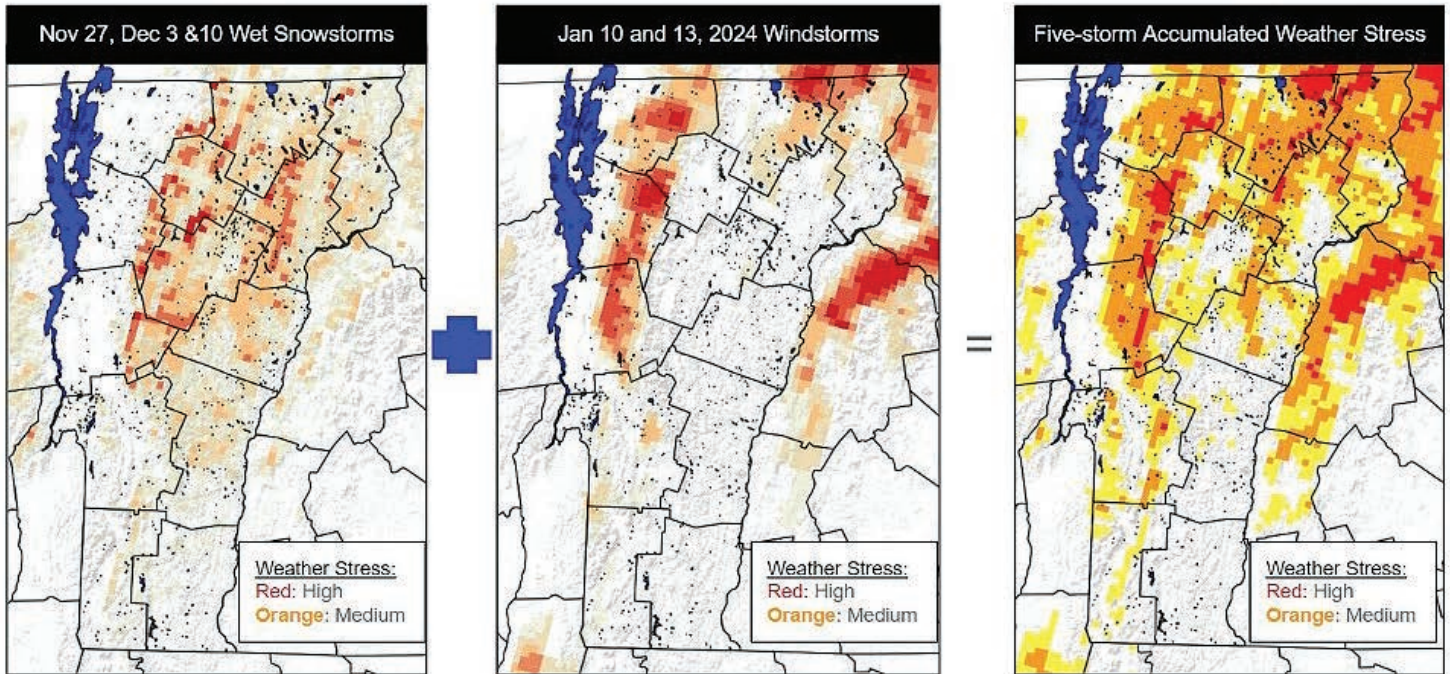 Nov 27, Dec 3 &10 Wet Snowstorms
Weather Stress:
Red: High
Orange: Medium
Jan 10 and 13, 2024 Windstorms
Weather Stress:
Red: High
Orange: Medium
=
Five-storm Accumulated Weather Stress
Weather Stress:
Red: High
Orange: Medium